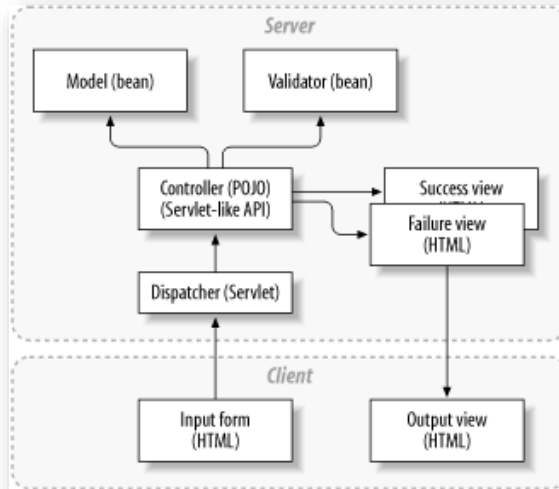 Server
Model (bean)
Validator (bean)
Controller (POJO)
(Servlet-like API)
Success view
Failure view
(HTML)
Dispatcher (Servlet)
Client
Input form
(HTML)
Output view
(HTML)